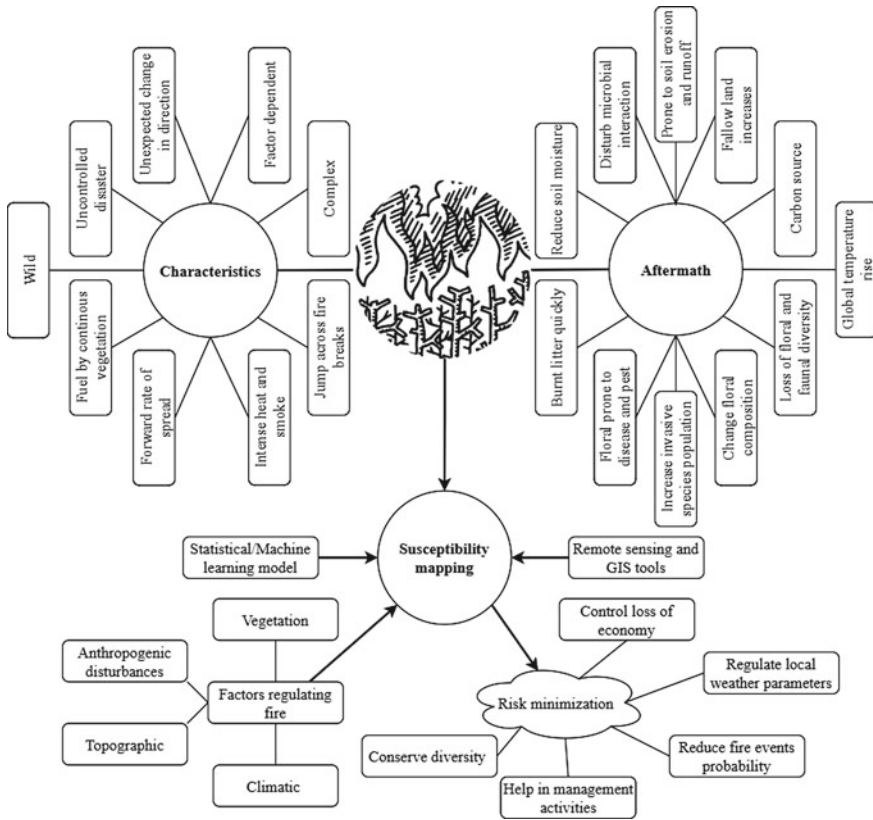 Wild
Uncontrolled
disaster
Unexpected change
in direction
Factor dependent
Complex
Characteristics
Fuel by continous
vegetation
Forward rate of
spread
Intense heat and
smoke
Jump across fire
breaks
Reduce soil moisture
Disturb microbial
interaction
Prone to soil erosion
and runoff
Fallow land
increases
Carbon source
Global temperature
rise
Aftermath
Burnt litter quickly
Floral prone to
disease and pest
Increase invasive
species population
Change floral
composition
Loss of floral and
faunal diversity
Statistical/Machine
learning model
Susceptibility
mapping
Remote sensing and
GIS tools
Vegetation
Anthropogenic
disturbances
Factors regulating
fire
Topographic
Climatic
Control loss of
economy
Regulate local
weather parameters
Risk minimization
Conserve diversity
Help in management
activities
Reduce fire events
probability